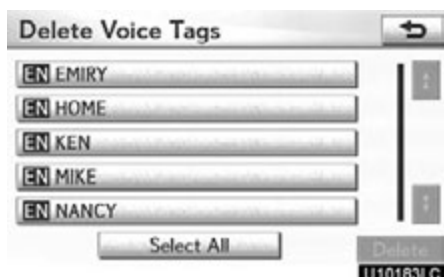 Delete Voice Tags
EN EMIRY
EN HOME
EN KEN
EN MIKE
EN NANCY
Select All
Delete
U10183LC